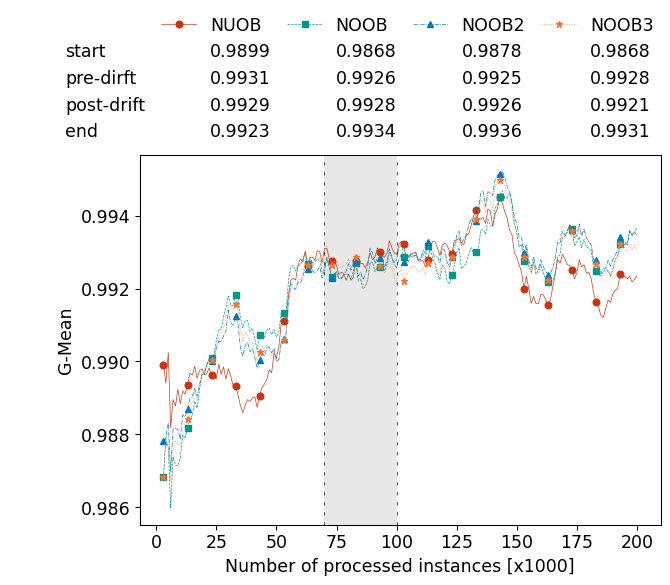 NUOB NOOB NOOB2 NOOB3
start 0.9899 0.9868 0.9878 0.9868
pre-dirft 0.9931 0.9926 0.9925 0.9928
post-drift 0.9929 0.9928 0.9926 0.9921
end 0.9923 0.9934 0.9936 0.9931
0.994
0.992
0.990
0.988
0.986
G-Mean
0 25 50 75 100 125 150 175 200
Number of processed instances [x1000]